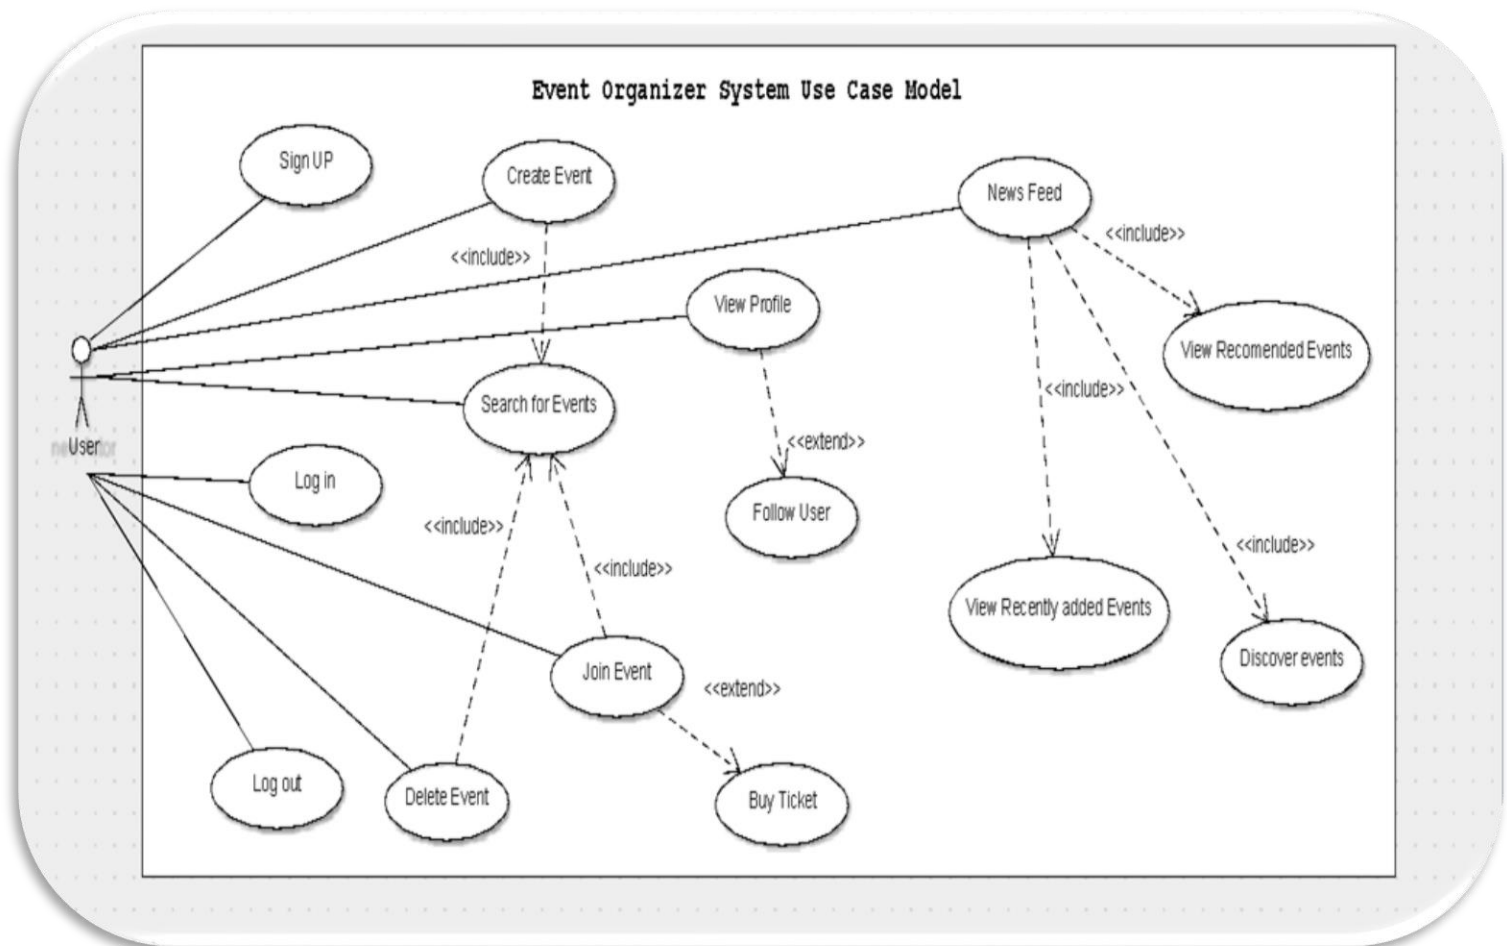 Event Organizer System Use Case Model
Sign UP
Create Event
News Feed
<<include>>
<<include>>
View Profile
View Recomended Events
<<include>>
Search for Events
User
<<extend>>
Log in
Follow User
<<include>>
<<include>>
<<include>>
View Recently added Events
Discover events
Join Event
<<extend>>
Log out
Delete Event
Buy Ticket